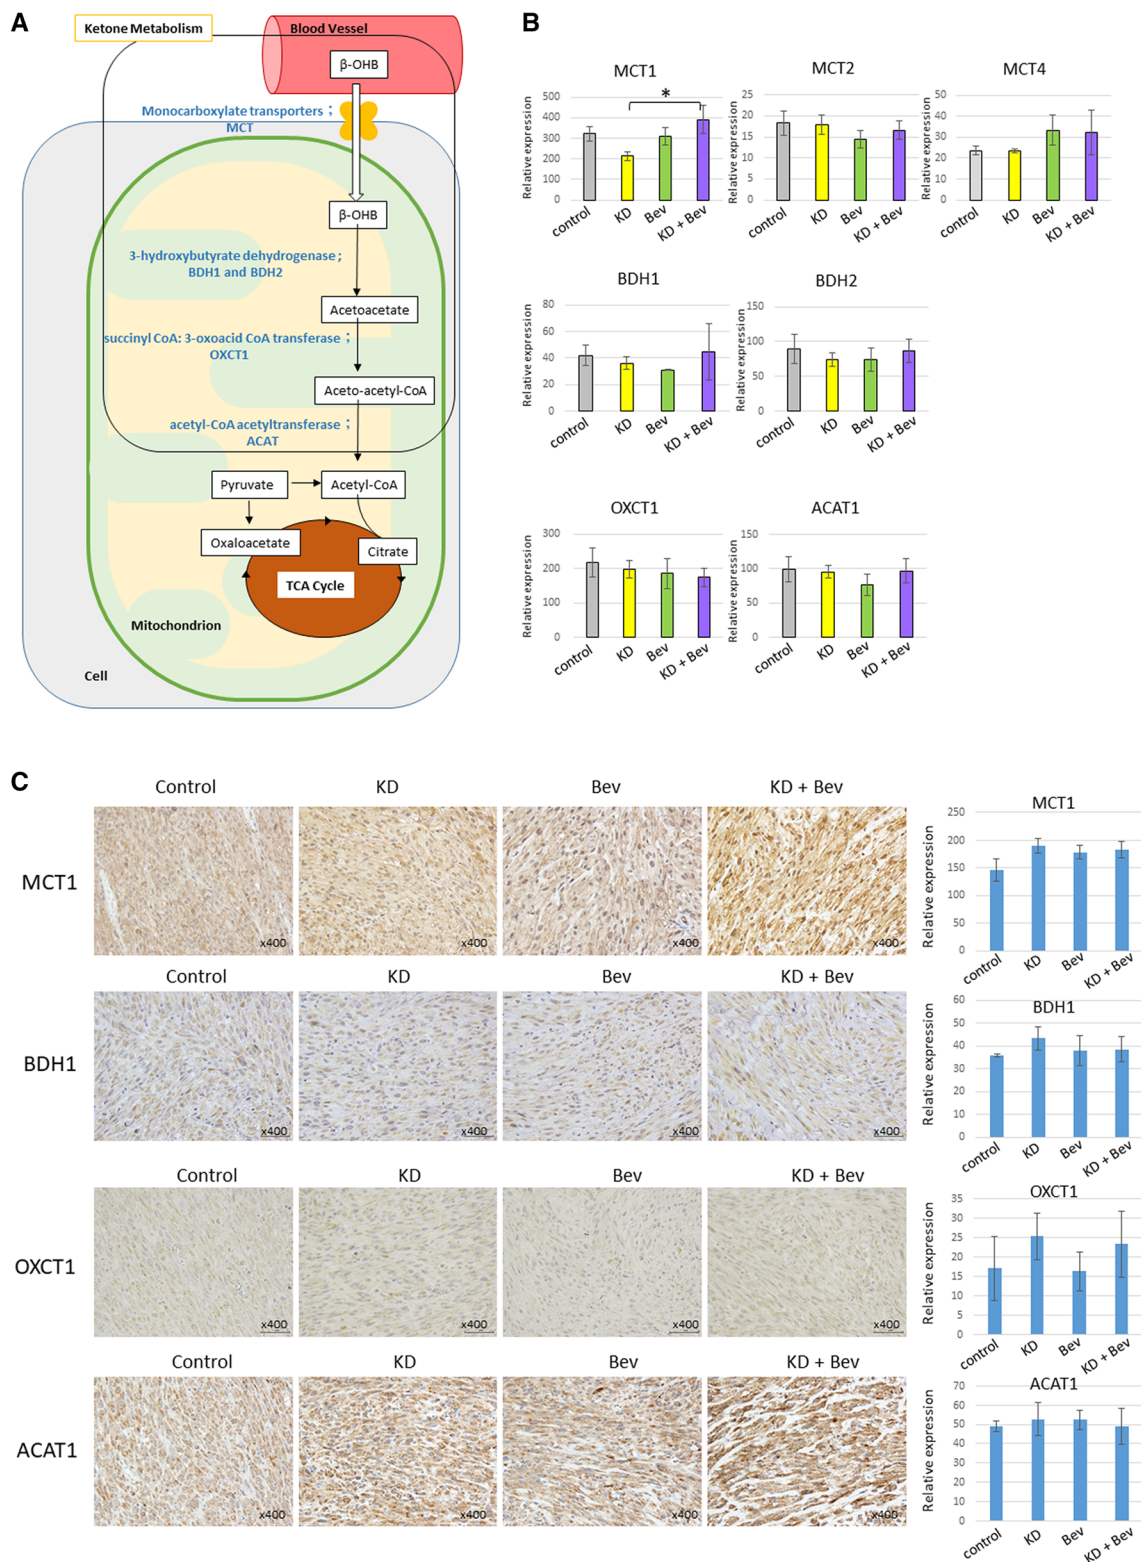 A
Ketone Metabolism
Blood Vessel
β-OHB
Monocarboxylate transporters ;
MCT
β-OHB
3-hydroxybutyrate dehydrogenase ;
BDH1 and BDH2
Acetoacetate
succinyl CoA: 3-oxoacid CoA transferase ;
OXCT1
Aceto-acetyl-CoA
acetyl-CoA acetyltransferase ;
ACAT
Pyruvate
Acetyl-CoA
Oxaloacetate
Citrate
TCA Cycle
Mitochondrion
Cell
B
MCT1
Relative expression
500
400
300
200
100
0
*
control
KD
Bev
KD + Bev
MCT2
Relative expression
25
20
15
10
5
0
control
KD
Bev
KD + Bev
MCT4
Relative expression
50
40
30
20
10
0
control
KD
Bev
KD + Bev
BDH1
Relative expression
80
60
40
20
0
control
KD
Bev
KD + Bev
BDH2
Relative expression
150
100
50
0
control
KD
Bev
KD + Bev
OXCT1
Relative expression
300
200
100
0
control
KD
Bev
KD + Bev
ACAT1
Relative expression
150
100
50
0
control
KD
Bev
KD + Bev
C
Control
KD
Bev
KD + Bev
MCT1
x400
x400
x400
x400
MCT1
Relative expression
250
200
150
100
50
0
control
KD
Bev
KD + Bev
Control
KD
Bev
KD + Bev
BDH1
x400
x400
x400
x400
BDH1
Relative expression
60
50
40
30
20
10
0
control
KD
Bev
KD + Bev
Control
KD
Bev
KD + Bev
OXCT1
x400
x400
x400
x400
OXCT1
Relative expression
35
30
25
20
15
10
5
0
control
KD
Bev
KD + Bev
Control
KD
Bev
KD + Bev
ACAT1
x400
x400
x400
x400
ACAT1
Relative expression
70
60
50
40
30
20
10
0
control
KD
Bev
KD + Bev